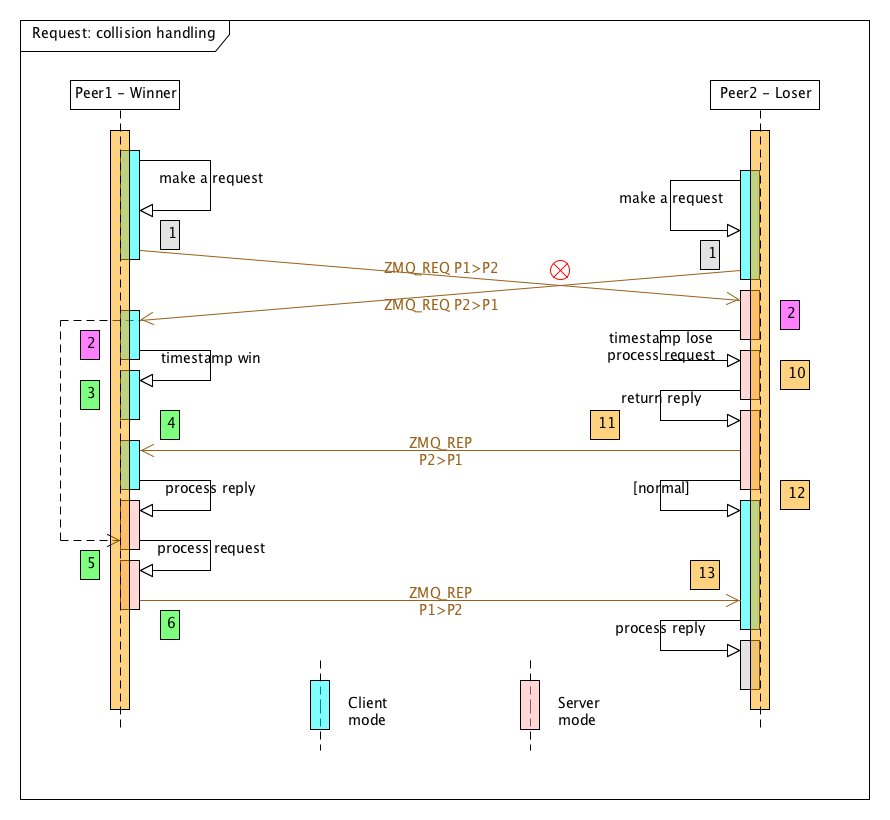 Request: collision handling
Peer1 – Winner
Peer2 – Loser
make a request
make a request
1
1
ZMQ_REQ P1>P2
ZMQ_REQ P2>P1
2
2
timestamp lose
process request
timestamp win
3
10
return reply
4
11
ZMQ_REP
P2>P1
process reply
[normal]
12
process request
5
13
ZMQ_REP
P1>P2
6
process reply
Client
mode
Server
mode